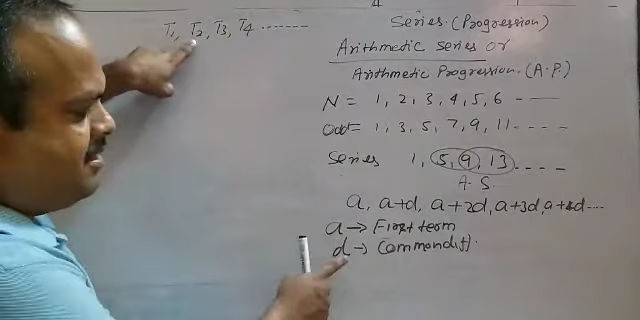 T1, T2, T3, T4 ........
Series. (Progression)
Arithmetic series or
Arithmetic Progression. (A.P.)
N = 1, 2, 3, 4, 5, 6 - ---
Odd = 1, 3, 5, 7, 9, 11 - - - -
Series 1, 5, 9, 13 - - - -
A. S.
a, a+d, a+2d, a+3d, a+4d ...
a → First term
d → Common dif).